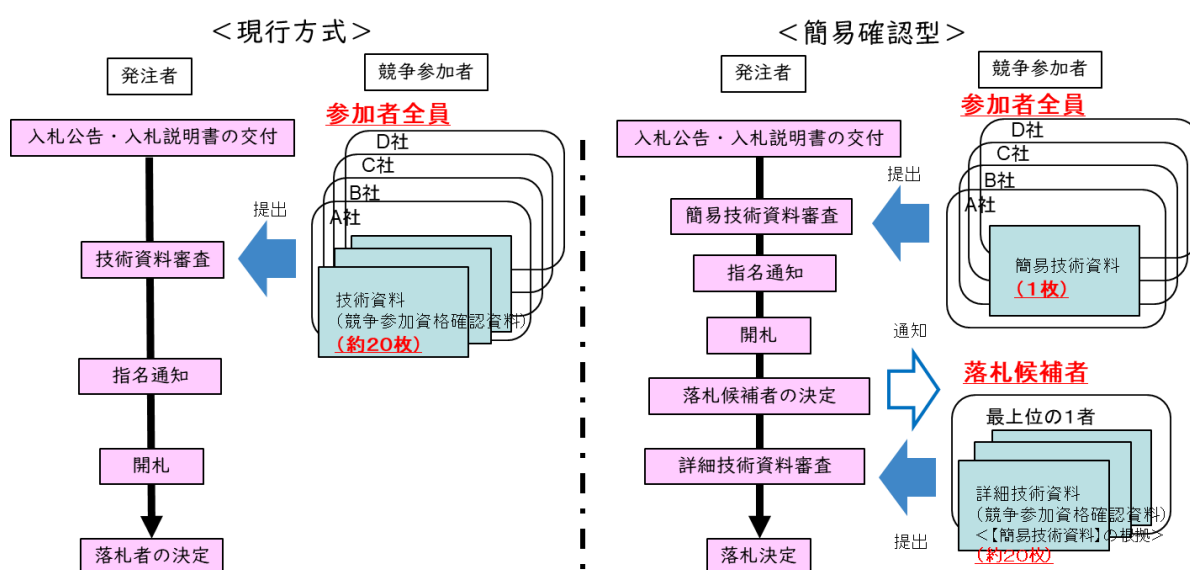 ＜現行方式＞
発注者
競争参加者
参加者全員
入札公告・入札説明書の交付
D社
C社
B社
A社
提出
技術資料審査
技術資料
(競争参加資格確認資料)
(約20枚)
指名通知
開札
落札者の決定
＜簡易確認型＞
発注者
競争参加者
参加者全員
入札公告・入札説明書の交付
D社
C社
B社
A社
提出
簡易技術資料審査
簡易技術資料
(1枚)
指名通知
開札
通知
落札候補者の決定
落札候補者
最上位の1者
詳細技術資料審査
詳細技術資料
(競争参加資格確認資料)
<【簡易技術資料】の根拠>
(約20枚)
提出
落札決定